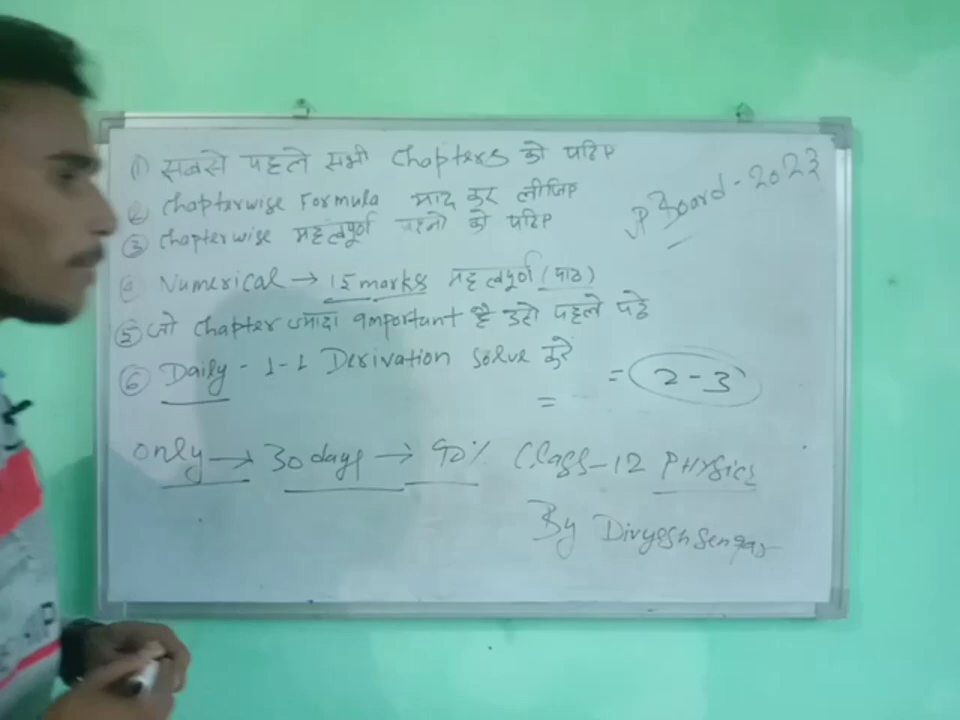 ① सबसे पहले सभी Chapters को पढिए
UP Board-2023
② Chapterwise Formula याद कर लीजिए
③ Chapterwise महत्वपूर्ण प्रश्नो को पढिए
④ Numerical → 15 marks महत्वपूर्ण (पाठ)
⑤ जो Chapter ज्यादा important है उसे पहले पढे
⑥ Daily - 1-1 Derivation solve करें
= = 2-3
only → 30 days → 90% Class-12 PHYsics
By Divyesh Sengar